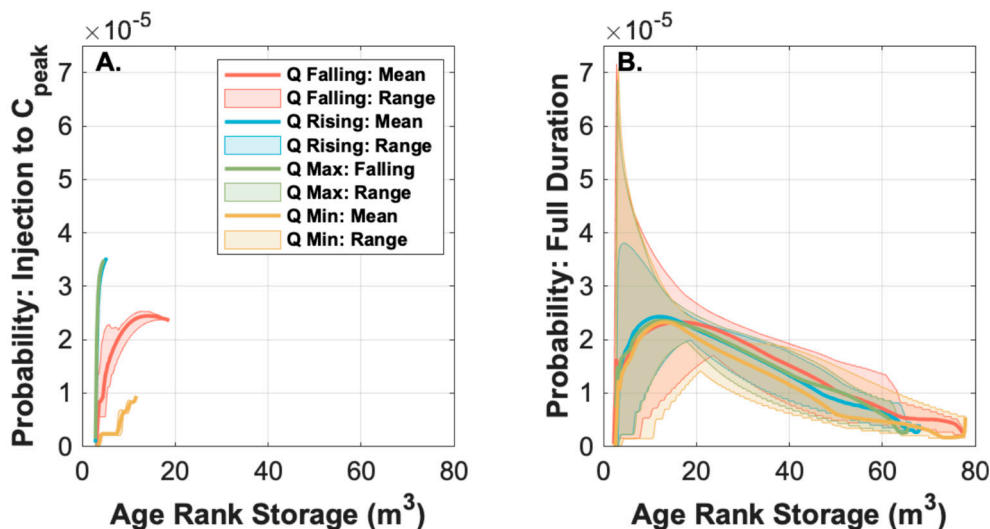 ×10⁻⁵
A.
7
6
5
4
3
2
1
0
0 20 40 60 80
Probability: Injection to C_peak
Age Rank Storage (m³)
Q Falling: Mean
Q Falling: Range
Q Rising: Mean
Q Rising: Range
Q Max: Falling
Q Max: Range
Q Min: Mean
Q Min: Range
×10⁻⁵
B.
7
6
5
4
3
2
1
0
0 20 40 60 80
Probability: Full Duration
Age Rank Storage (m³)